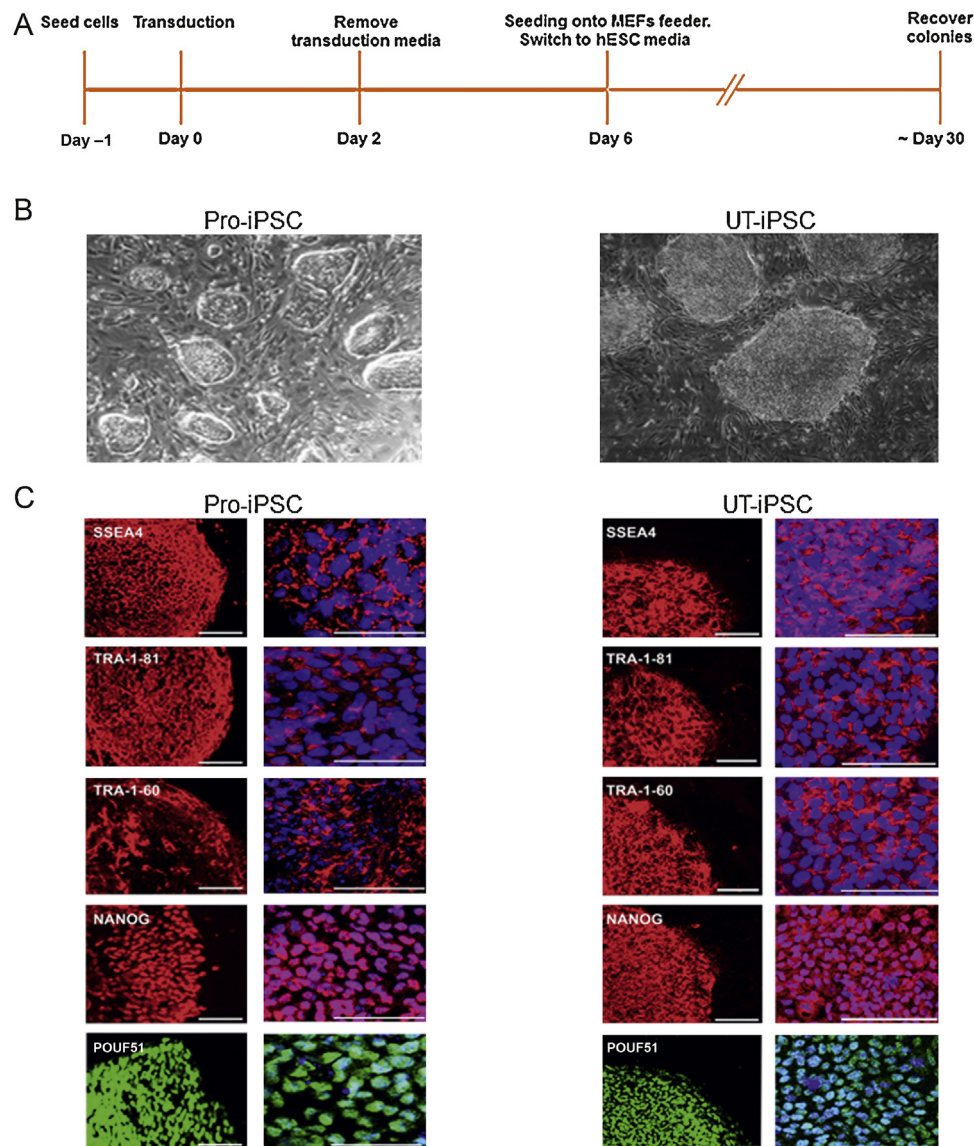 A
Seed cells
Transduction
Remove
transduction media
Seeding onto MEFs feeder.
Switch to hESC media
Recover
colonies
Day –1
Day 0
Day 2
Day 6
~ Day 30
B
Pro-iPSC
UT-iPSC
C
Pro-iPSC
UT-iPSC
SSEA4
SSEA4
TRA-1-81
TRA-1-81
TRA-1-60
TRA-1-60
NANOG
NANOG
POUF51
POUF51